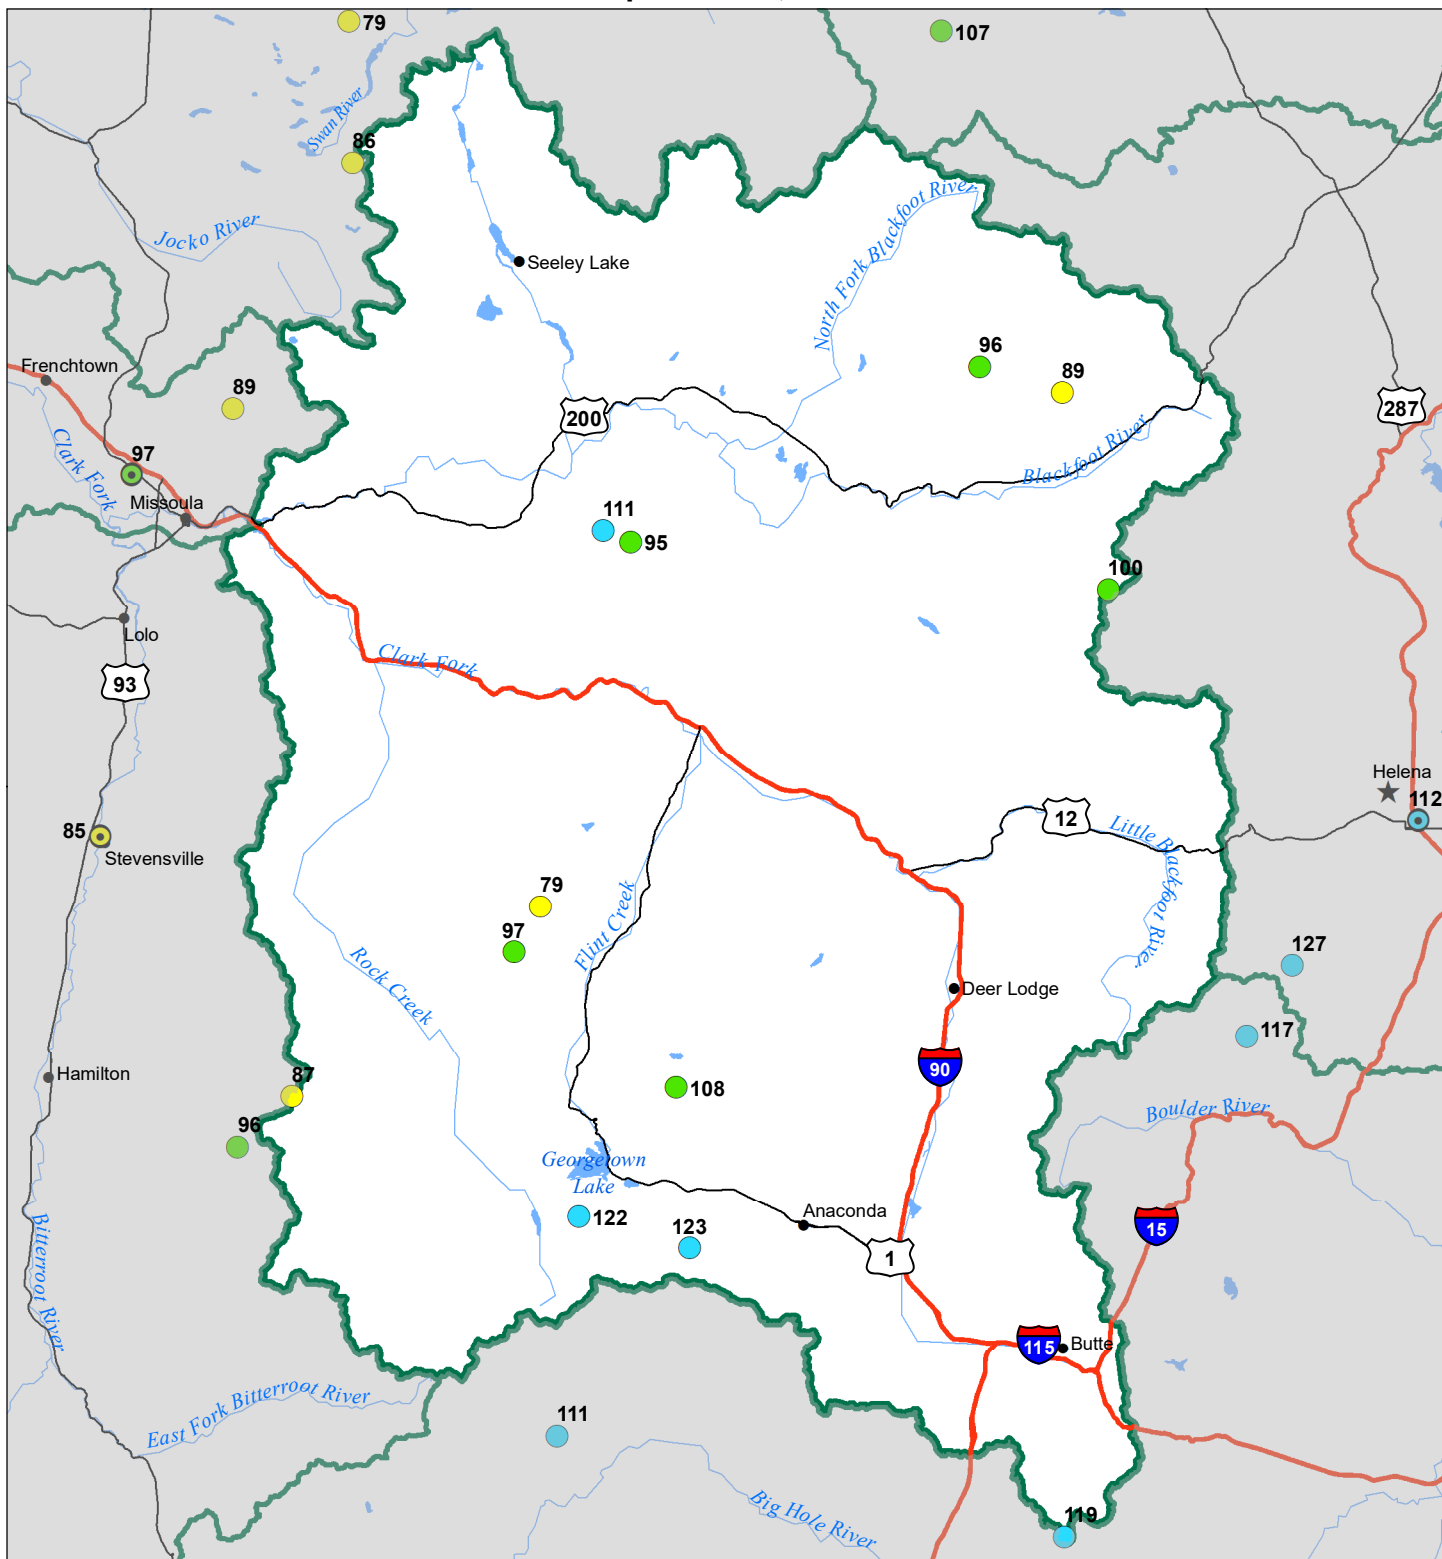 79
107
Swan River
86
Jocko River
North Fork Blackfoot River
Seeley Lake
Frenchtown
96
89
89
287
200
Clark Fork
97
Blackfoot River
Missoula
111
95
100
Lolo
Clark Fork
93
Helena
112
12
Little Blackfoot River
85
Stevensville
79
Flint Creek
97
127
Rock Creek
Deer Lodge
117
90
Hamilton
87
108
96
Boulder River
Georgetown
Lake
Anaconda
122
123
15
1
Bitterroot River
115
Butte
East Fork Bitterroot River
111
Big Hole River
119